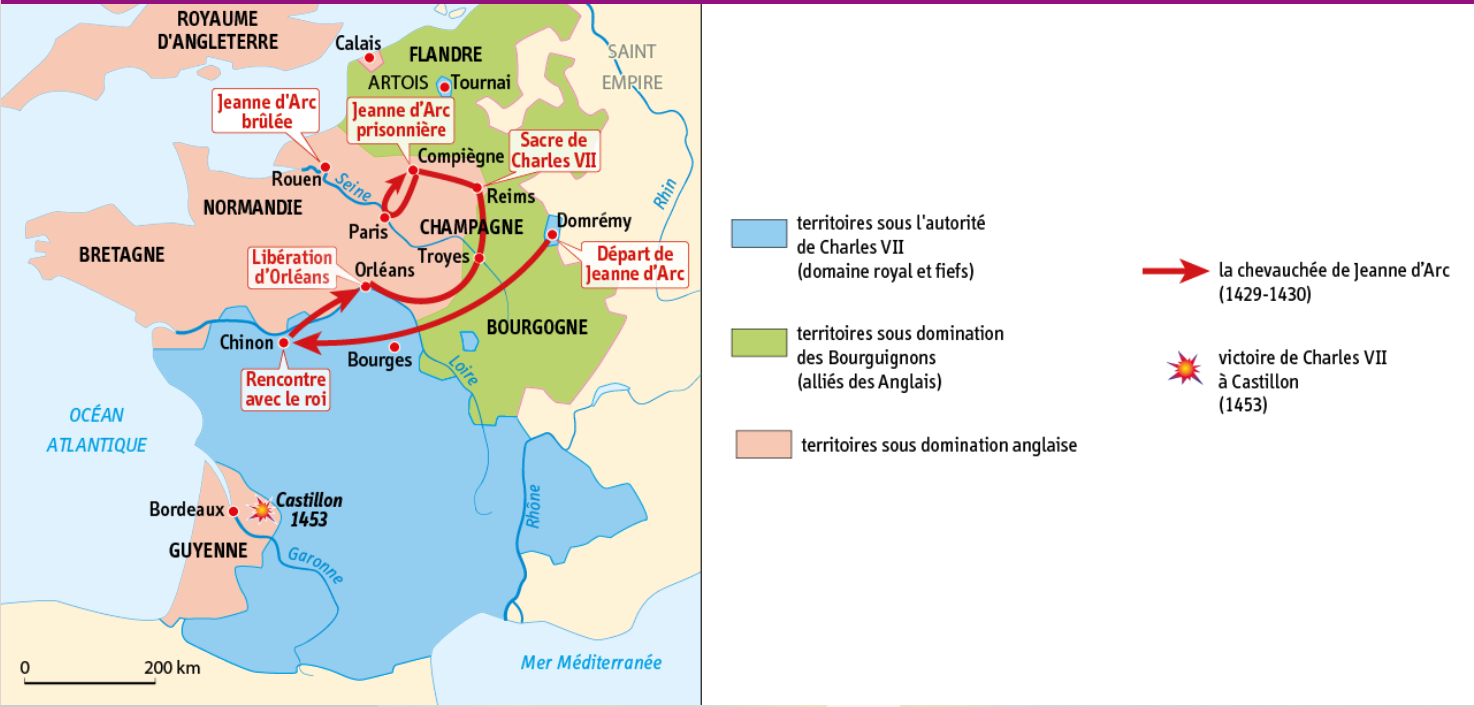 ROYAUME
D'ANGLETERRE
Calais
FLANDRE
SAINT
EMPIRE
ARTOIS
Tournai
Jeanne d'Arc
brûlée
Jeanne d'Arc
prisonnière
Sacre de
Charles VII
Compiègne
Rouen
Seine
Reims
Rhin
NORMANDIE
Paris
CHAMPAGNE
Domrémy
BRETAGNE
Libération
d'Orléans
Orléans
Troyes
Départ de
Jeanne d'Arc
BOURGOGNE
Chinon
Bourges
Loire
Rencontre
avec le roi
OCÉAN
ATLANTIQUE
Bordeaux
Castillon
1453
Rhône
GUYENNE
Garonne
0 200 km
Mer Méditerranée
territoires sous l'autorité
de Charles VII
(domaine royal et fiefs)
territoires sous domination
des Bourguignons
(alliés des Anglais)
territoires sous domination anglaise
la chevauchée de Jeanne d'Arc
(1429-1430)
victoire de Charles VII
à Castillon
(1453)